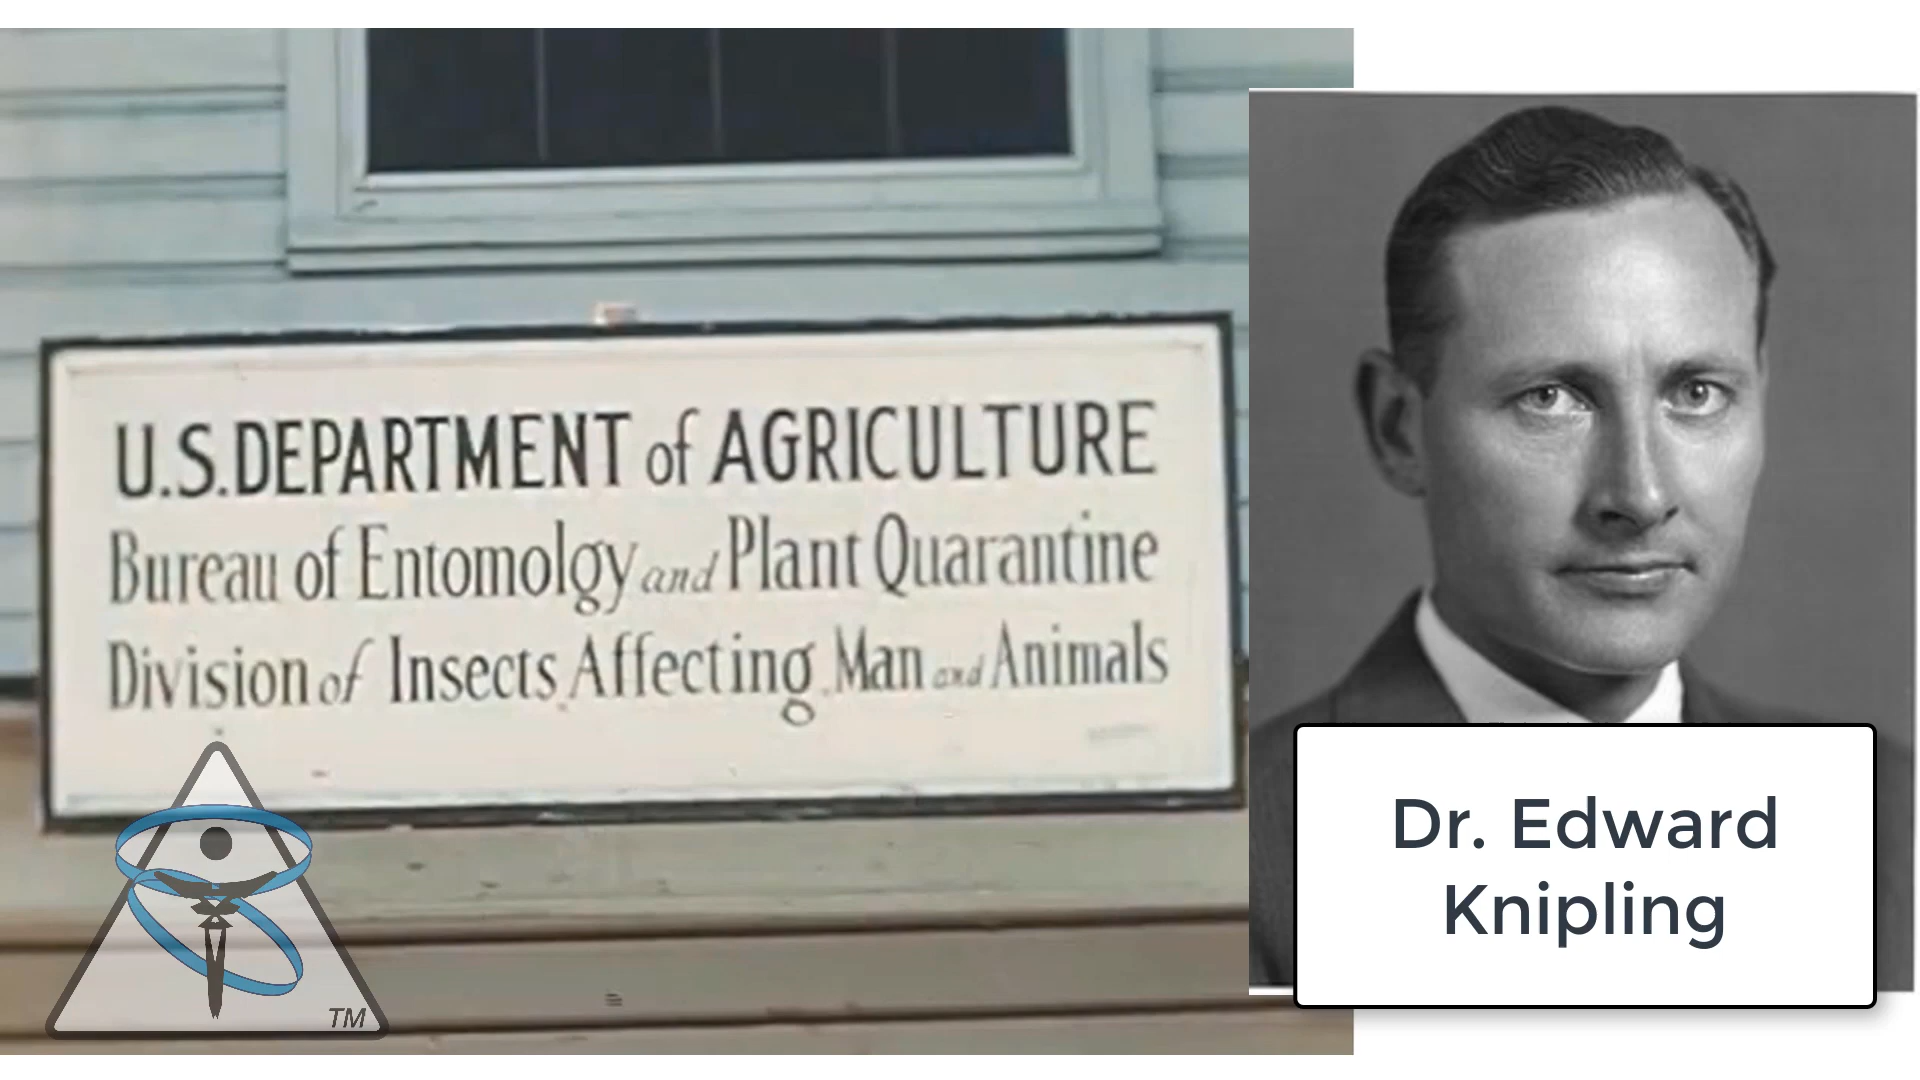 U.S. DEPARTMENT of AGRICULTURE
Bureau of Entomolgy and Plant Quarantine
Division of Insects Affecting Man and Animals
Dr. Edward
Knipling
TM